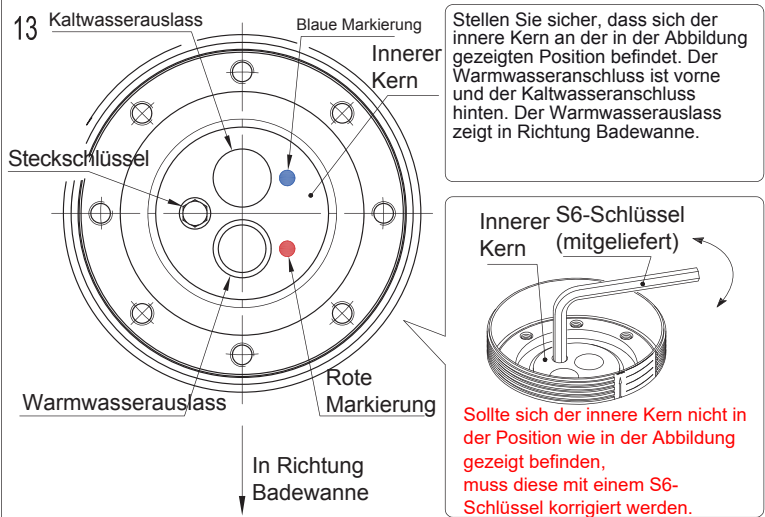 13
Kaltwasserauslass
Blaue Markierung
Innerer
Kern
Steckschlüssel
Warmwasserauslass
Rote
Markierung
In Richtung
Badewanne
Stellen Sie sicher, dass sich der
innere Kern an der in der Abbildung
gezeigten Position befindet. Der
Warmwasseranschluss ist vorne
und der Kaltwasseranschluss
hinten. Der Warmwasserauslass
zeigt in Richtung Badewanne.
Innerer
Kern
S6-Schlüssel
(mitgeliefert)
Sollte sich der innere Kern nicht in
der Position wie in der Abbildung
gezeigt befinden,
muss diese mit einem S6-
Schlüssel korrigiert werden.